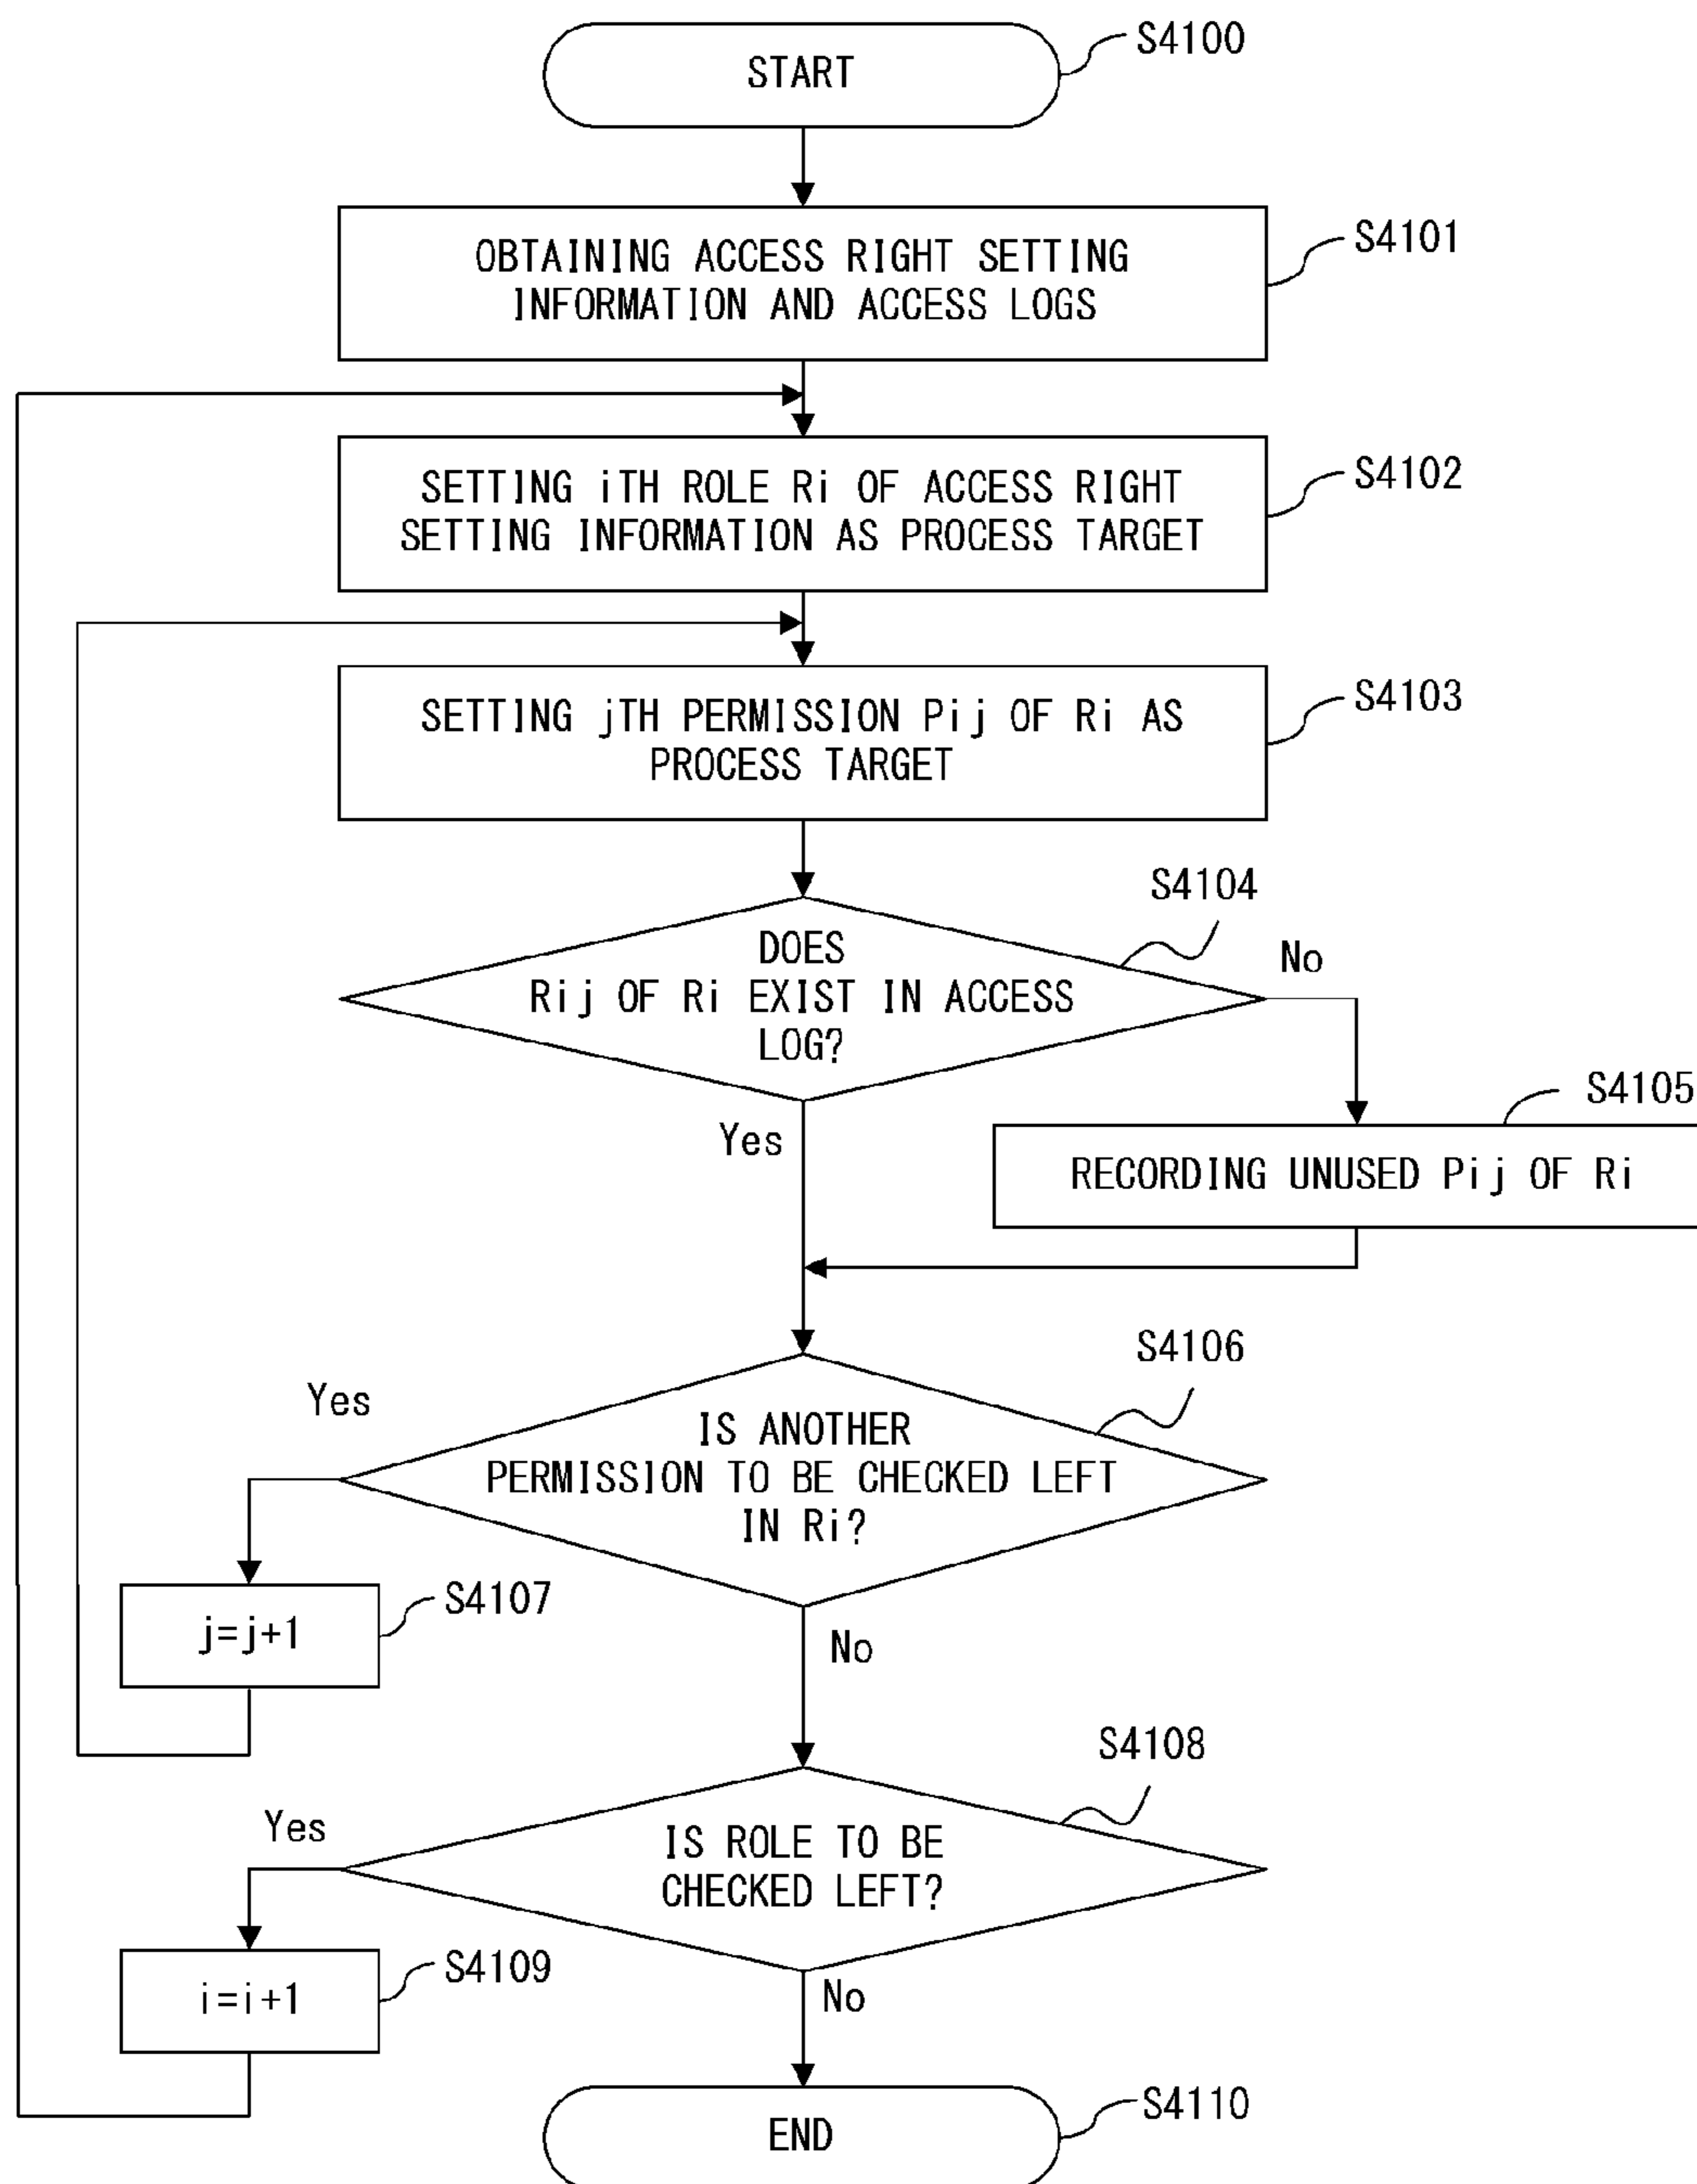 START
S4100
OBTAINING ACCESS RIGHT SETTING
INFORMATION AND ACCESS LOGS
S4101
SETTING iTH ROLE Ri OF ACCESS RIGHT
SETTING INFORMATION AS PROCESS TARGET
S4102
SETTING jTH PERMISSION Pij OF Ri AS
PROCESS TARGET
S4103
S4104
DOES
Rij OF Ri EXIST IN ACCESS
LOG?
No
Yes
S4105
RECORDING UNUSED Pij OF Ri
S4106
Yes
IS ANOTHER
PERMISSION TO BE CHECKED LEFT
IN Ri?
j=j+1
S4107
No
S4108
Yes
IS ROLE TO BE
CHECKED LEFT?
i=i+1
S4109
No
END
S4110